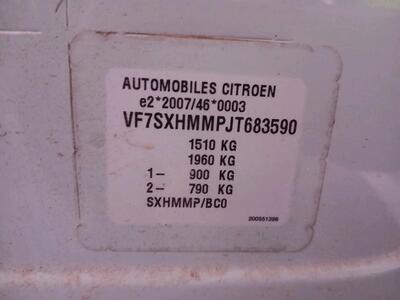 AUTOMOBILES CITROEN
e2*2007/46*0003
VF7SXHMMPJT683590
1510 KG
1960 KG
1- 900 KG
2- 790 KG
SXHMMP/BC0
200551396